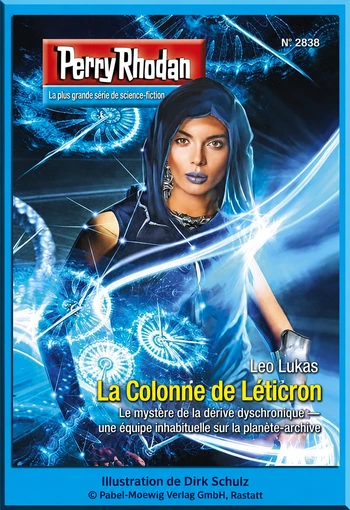 N° 2838
Perry Rhodan
La plus grande série de science-fiction
Leo Lukas
La Colonne de Léticron
Le mystère de la dérive dyschronique —
une équipe inhabituelle sur la planète-archive
Illustration de Dirk Schulz
© Pabel-Moewig Verlag GmbH, Rastatt